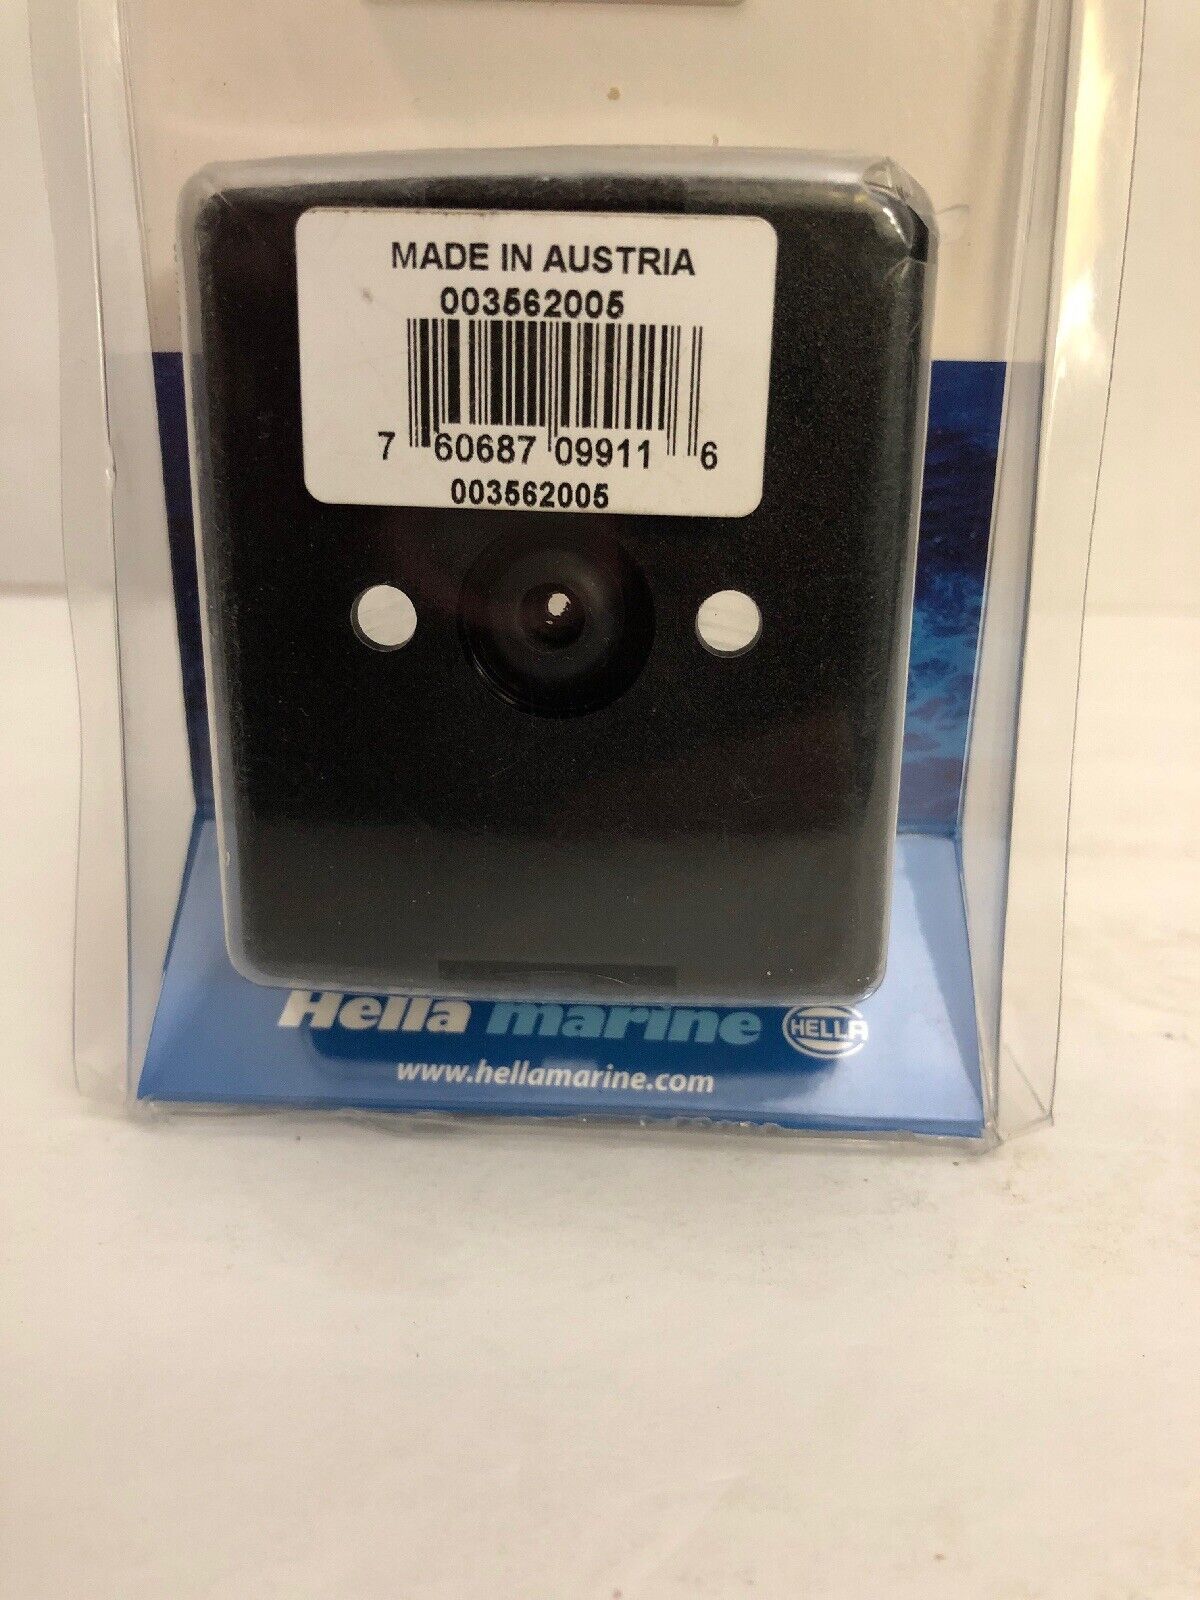 MADE IN AUSTRIA
003562005
7 60687 09911 6
003562005
Hella marine HELLA
www.hellamarine.com